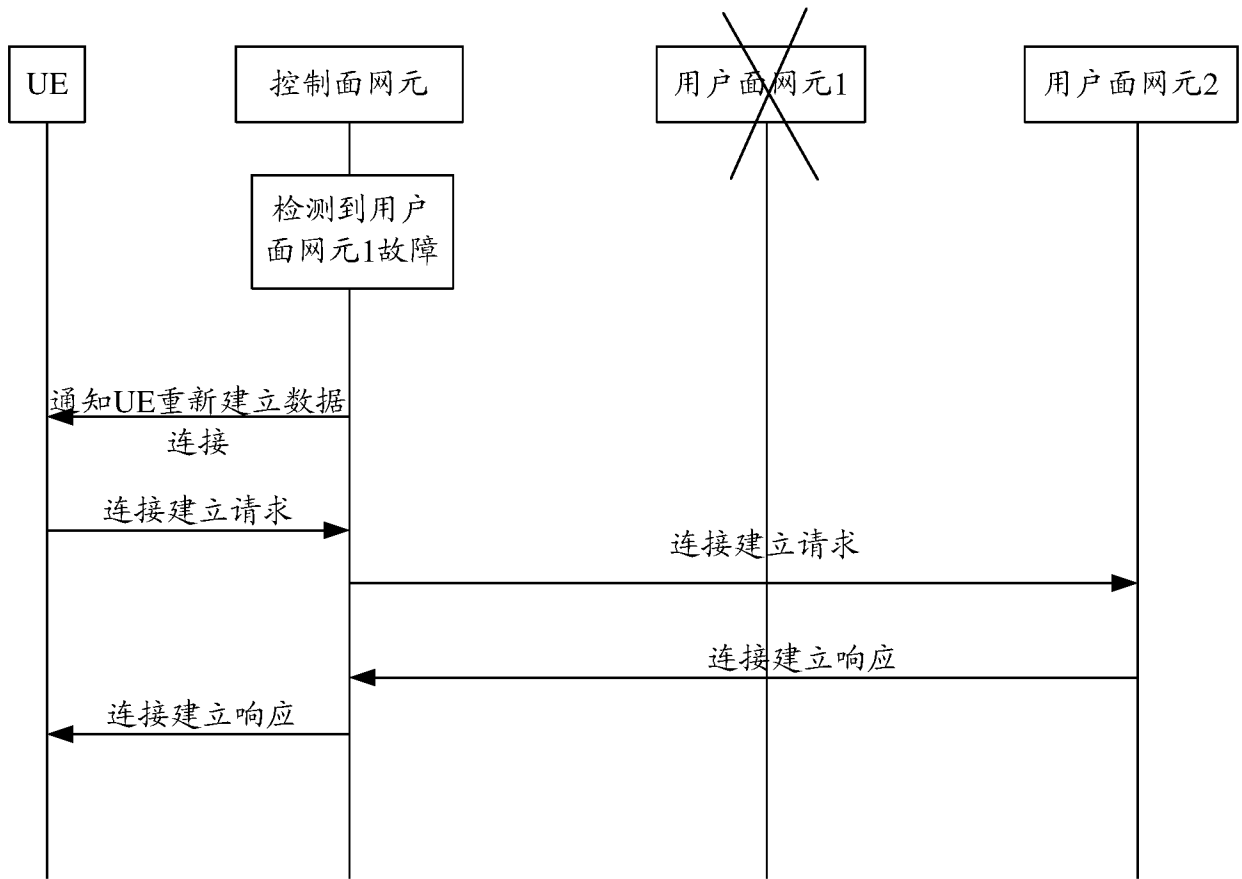 UE
控制面网元
用户面网元1
用户面网元2
检测到用户
面网元1故障
通知UE重新建立数据
连接
连接建立请求
连接建立请求
连接建立响应
连接建立响应